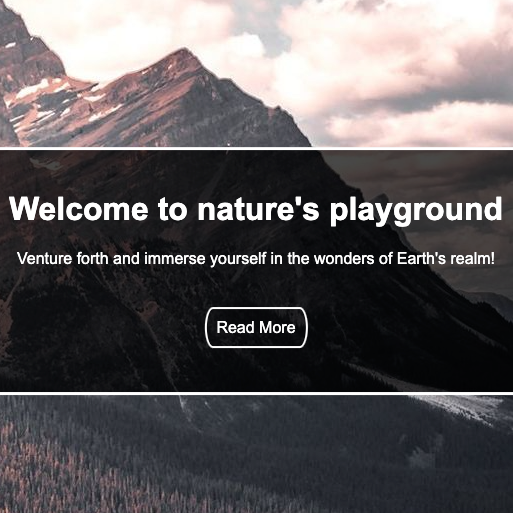 Welcome to nature's playground
Venture forth and immerse yourself in the wonders of Earth's realm!
Read More